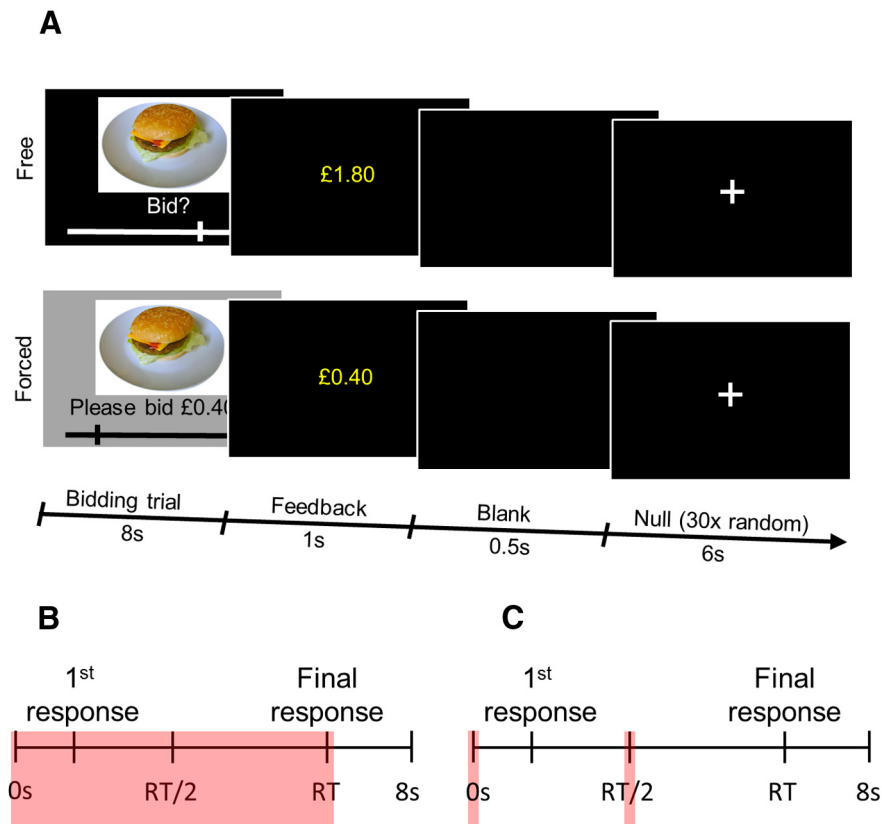 A
Free
Bid?
£1.80
Forced
Please bid £0.40
£0.40
Bidding trial
8s
Feedback
1s
Blank
0.5s
Null (30x random)
6s
B
1st
response
Final
response
0s
RT/2
RT
8s
C
1st
response
Final
response
0s
RT/2
RT
8s